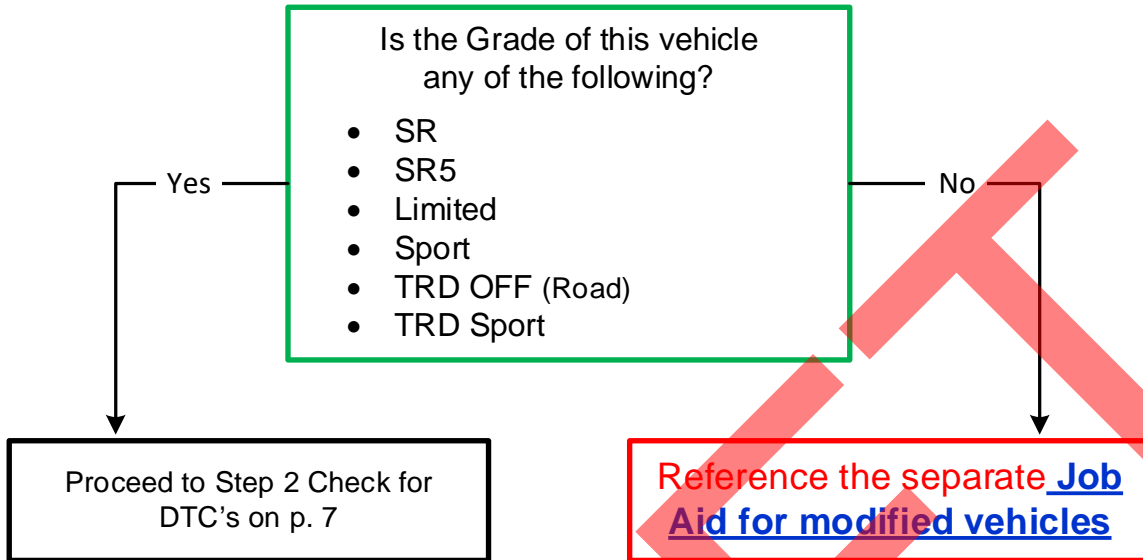 Is the Grade of this vehicle
any of the following?
• SR
• SR5
• Limited
• Sport
• TRD OFF (Road)
• TRD Sport
Yes
No
Proceed to Step 2 Check for
DTC’s on p. 7
Reference the separate Job
Aid for modified vehicles